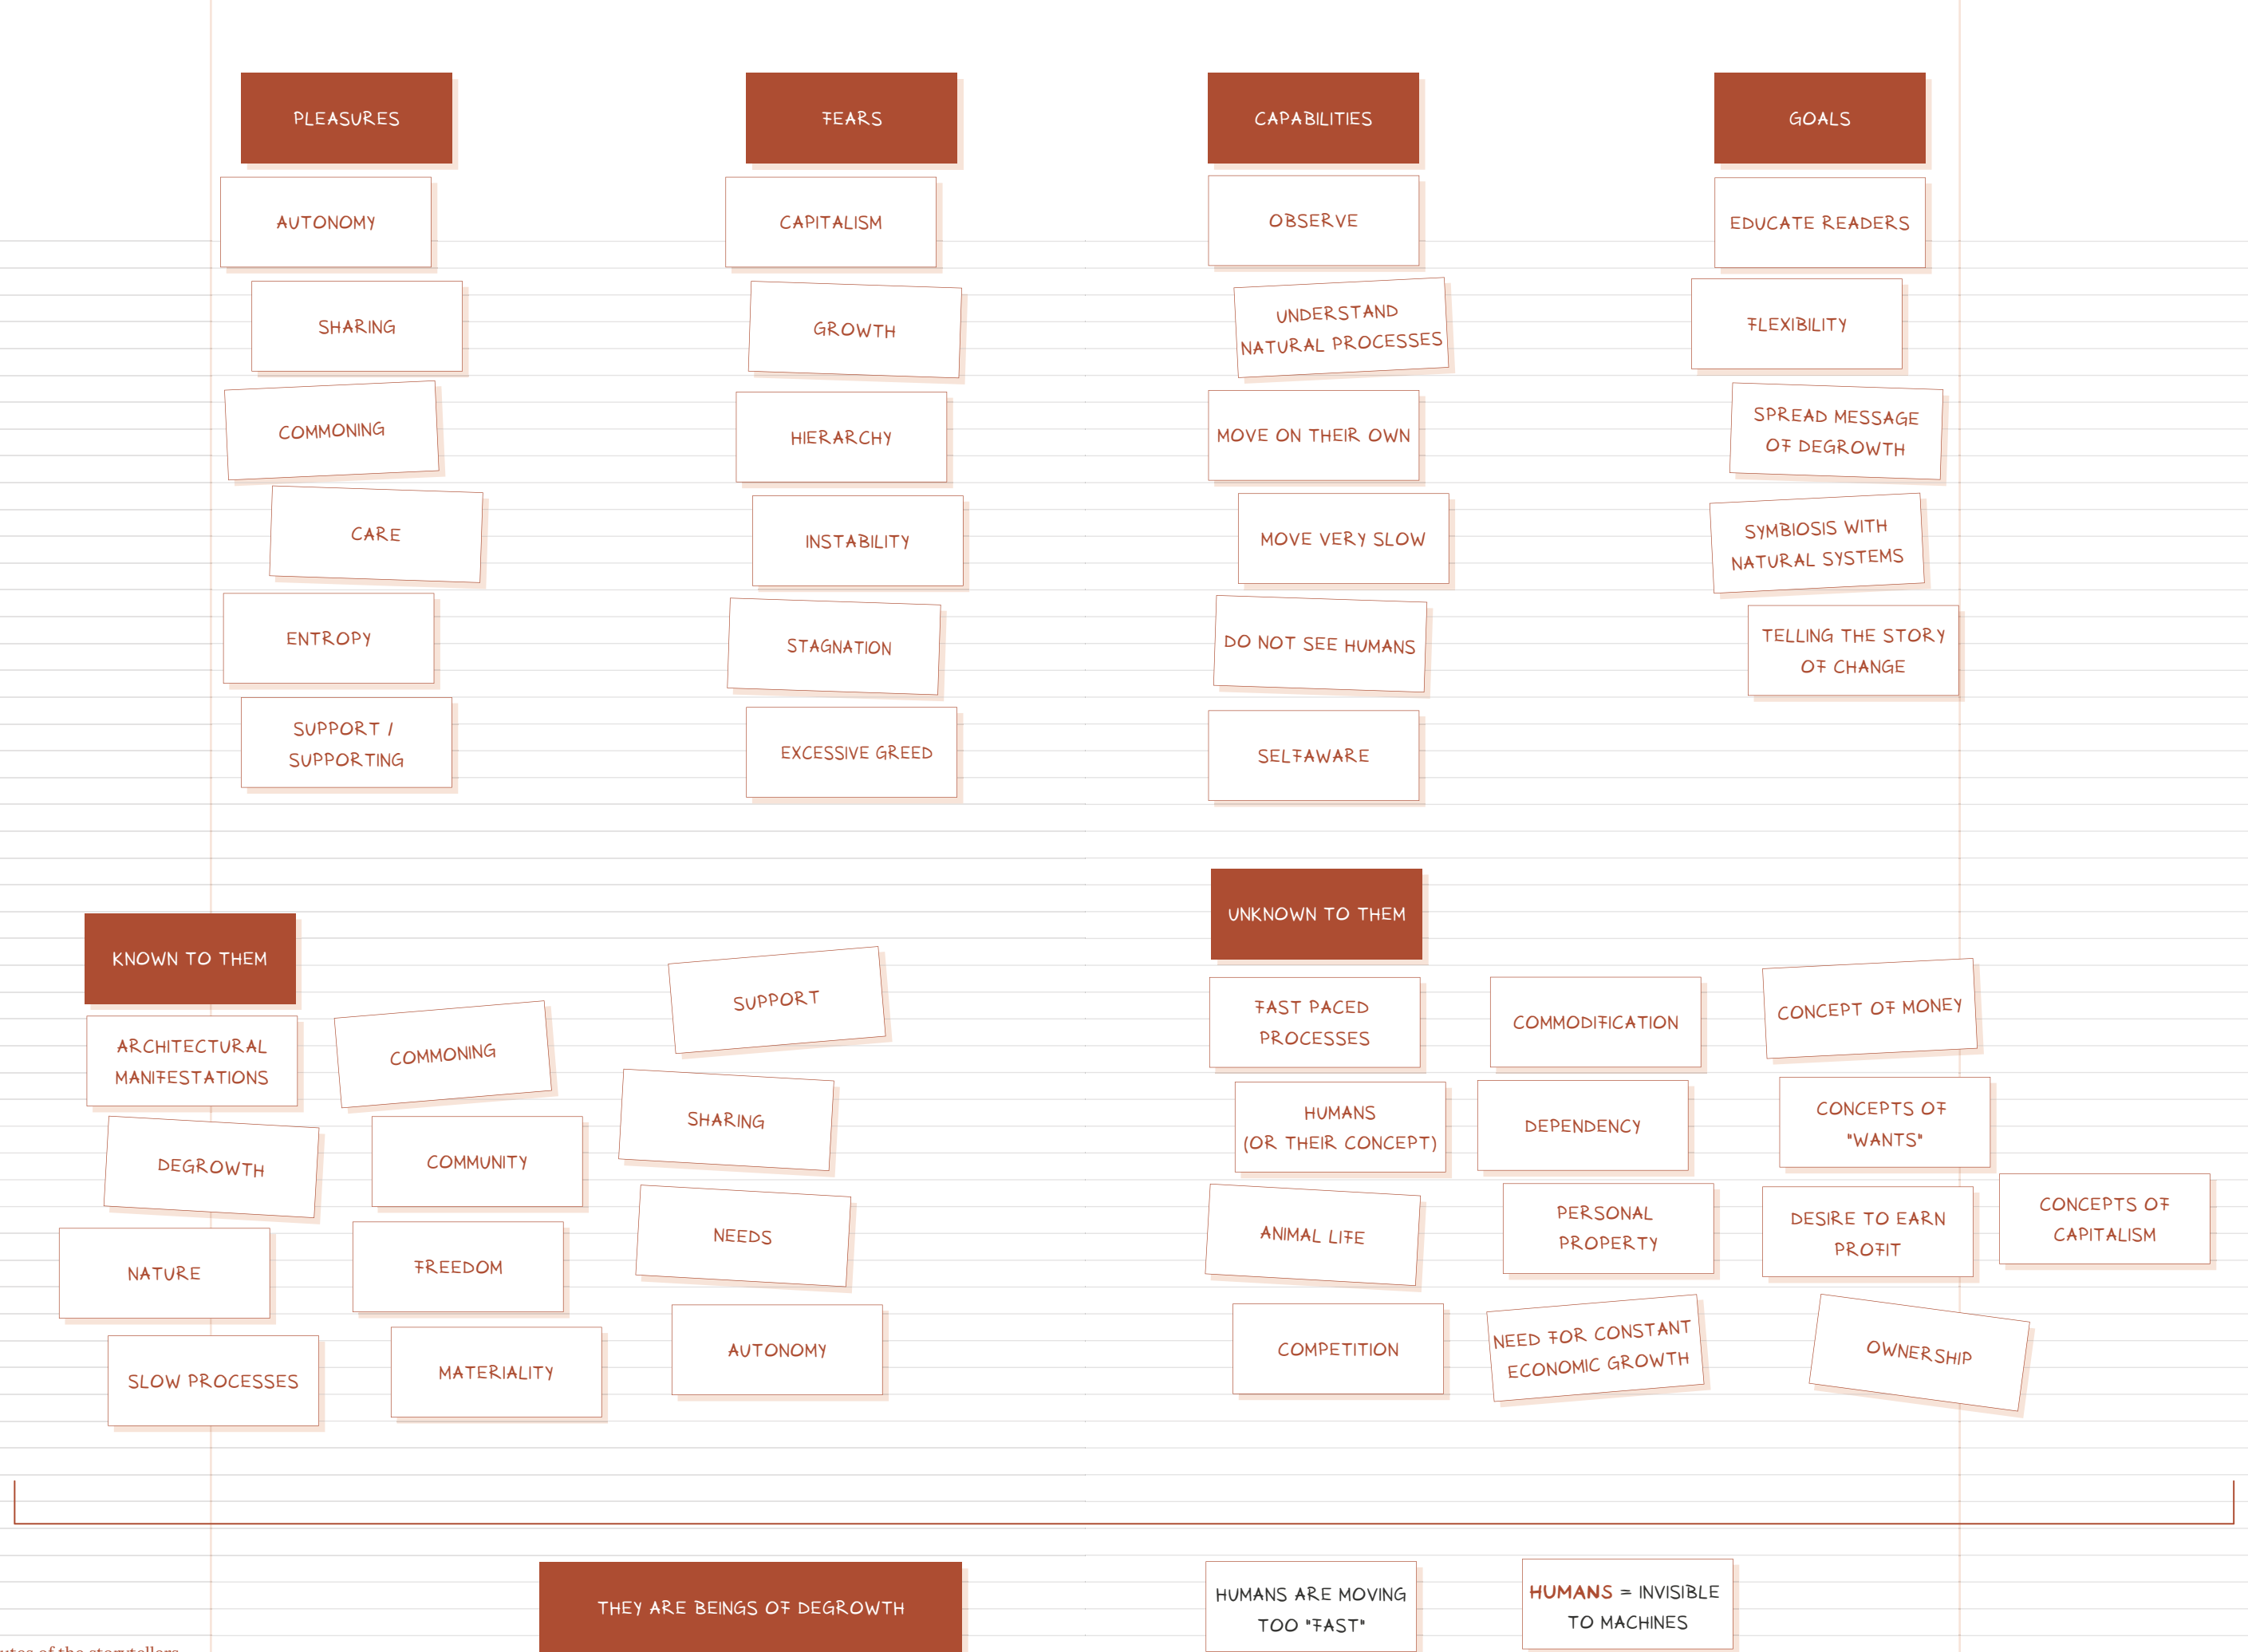 PLEASURES
AUTONOMY
SHARING
COMMONING
CARE
ENTROPY
SUPPORT /
SUPPORTING
FEARS
CAPITALISM
GROWTH
HIERARCHY
INSTABILITY
STAGNATION
EXCESSIVE GREED
CAPABILITIES
OBSERVE
UNDERSTAND
NATURAL PROCESSES
MOVE ON THEIR OWN
MOVE VERY SLOW
DO NOT SEE HUMANS
SELFAWARE
GOALS
EDUCATE READERS
FLEXIBILITY
SPREAD MESSAGE
OF DEGROWTH
SYMBIOSIS WITH
NATURAL SYSTEMS
TELLING THE STORY
OF CHANGE
KNOWN TO THEM
ARCHITECTURAL
MANIFESTATIONS
DEGROWTH
NATURE
SLOW PROCESSES
COMMONING
COMMUNITY
FREEDOM
MATERIALITY
SUPPORT
SHARING
NEEDS
AUTONOMY
UNKNOWN TO THEM
FAST PACED
PROCESSES
HUMANS
(OR THEIR CONCEPT)
ANIMAL LIFE
COMPETITION
COMMODIFICATION
DEPENDENCY
PERSONAL
PROPERTY
NEED FOR CONSTANT
ECONOMIC GROWTH
CONCEPT OF MONEY
CONCEPTS OF
"WANTS"
DESIRE TO EARN
PROFIT
OWNERSHIP
CONCEPTS OF
CAPITALISM
THEY ARE BEINGS OF DEGROWTH
HUMANS ARE MOVING
TOO "FAST"
HUMANS = INVISIBLE
TO MACHINES
of the storytellers